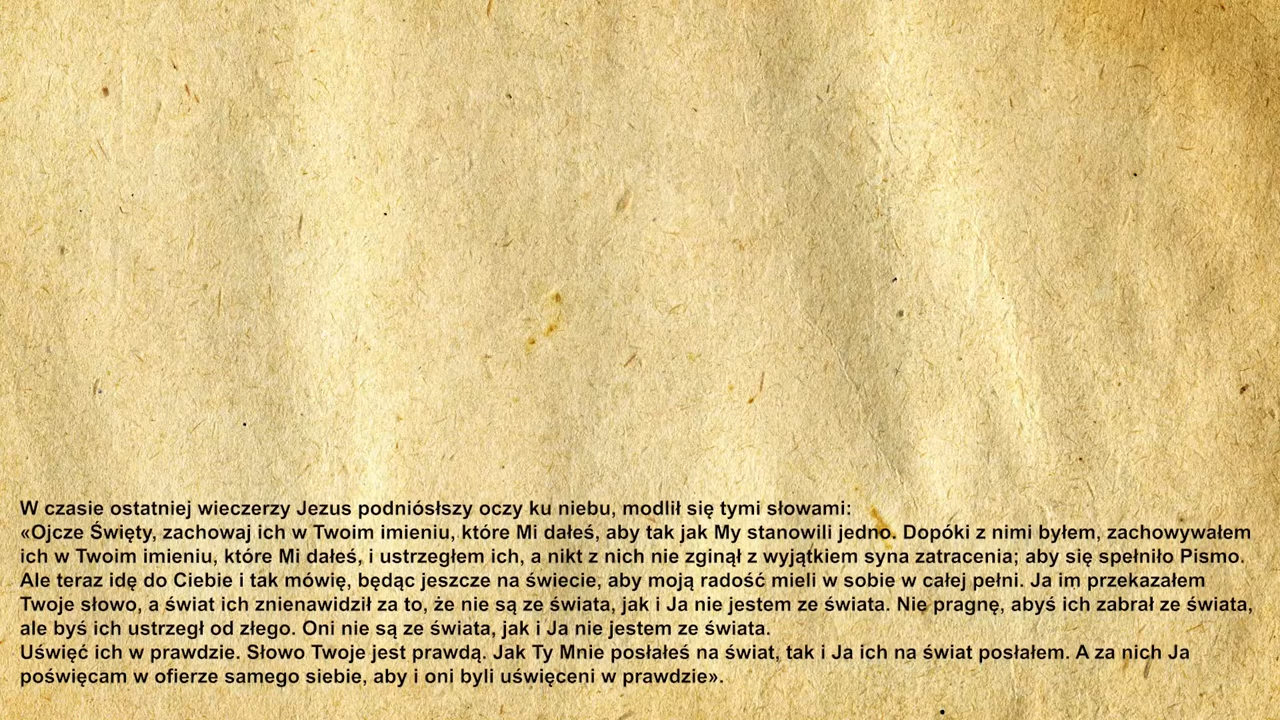 W czasie ostatniej wieczerzy Jezus podniósłszy oczy ku niebu, modlił się tymi słowami:
«Ojcze Święty, zachowaj ich w Twoim imieniu, które Mi dałeś, aby tak jak My stanowili jedno. Dopóki z nimi byłem, zachowywałem
ich w Twoim imieniu, które Mi dałeś, i ustrzegłem ich, a nikt z nich nie zginął z wyjątkiem syna zatracenia; aby się spełniło Pismo.
Ale teraz idę do Ciebie i tak mówię, będąc jeszcze na świecie, aby moją radość mieli w sobie w całej pełni. Ja im przekazałem
Twoje słowo, a świat ich znienawidził za to, że nie są ze świata, jak i Ja nie jestem ze świata. Nie pragnę, abyś ich zabrał ze świata,
ale byś ich ustrzegł od złego. Oni nie są ze świata, jak i Ja nie jestem ze świata.
Uświęć ich w prawdzie. Słowo Twoje jest prawdą. Jak Ty Mnie posłałeś na świat, tak i Ja ich na świat posłałem. A za nich Ja
poświęcam w ofierze samego siebie, aby i oni byli uświęceni w prawdzie».